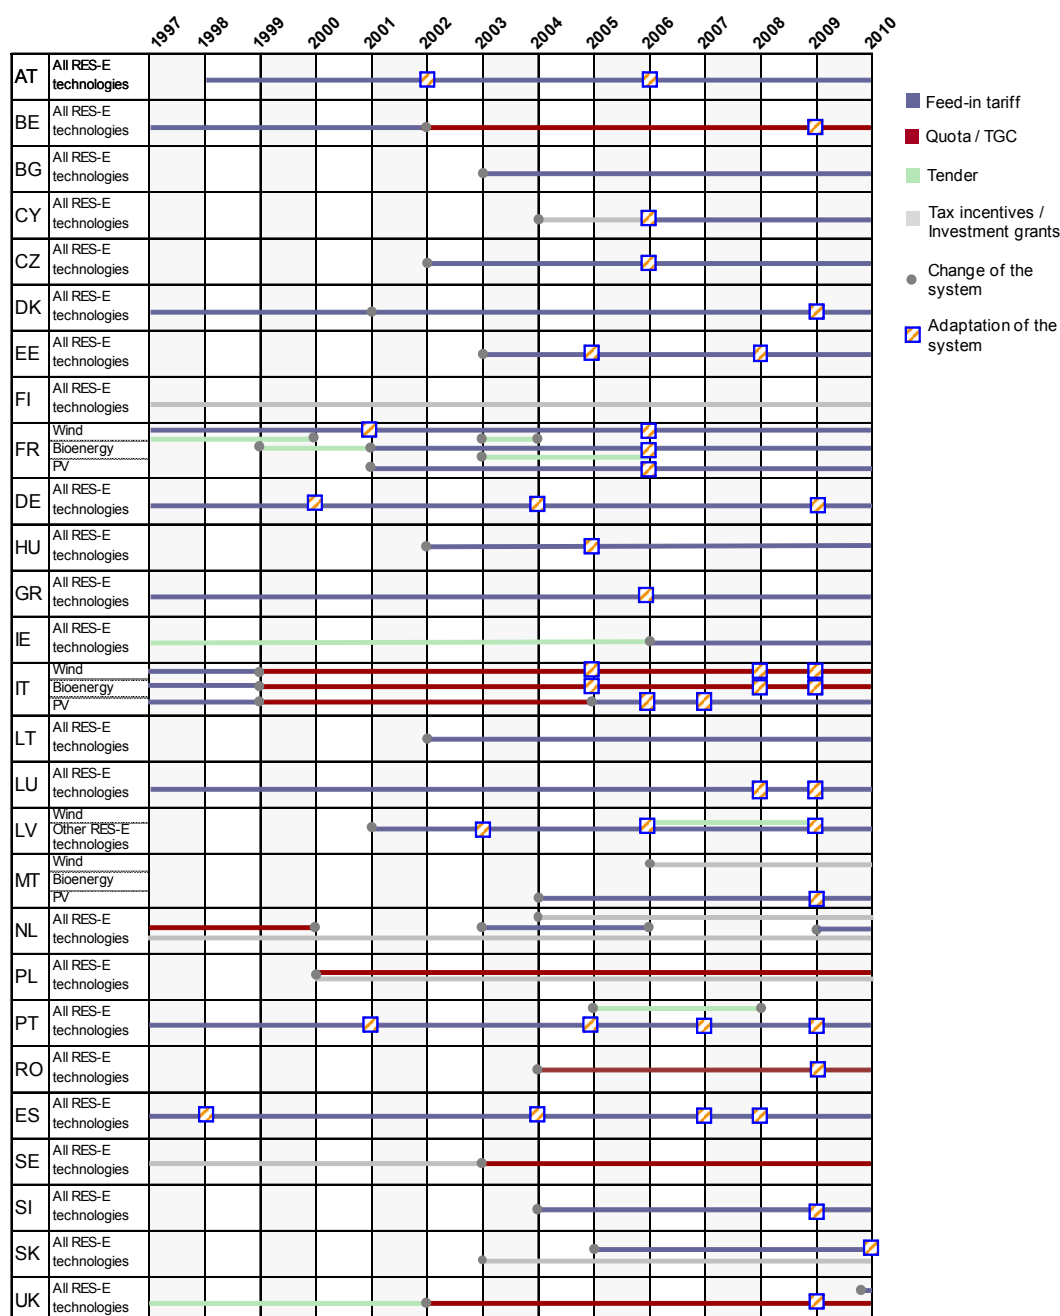 1997 1998 1999 2000 2001 2002 2003 2004 2005 2006 2007 2008 2009 2010
AT
All RES-E
technologies
BE
All RES-E
technologies
BG
All RES-E
technologies
CY
All RES-E
technologies
CZ
All RES-E
technologies
DK
All RES-E
technologies
EE
All RES-E
technologies
FI
All RES-E
technologies
FR
Wind
Bioenergy
PV
DE
All RES-E
technologies
HU
All RES-E
technologies
GR
All RES-E
technologies
IE
All RES-E
technologies
IT
Wind
Bioenergy
PV
LT
All RES-E
technologies
LU
All RES-E
technologies
LV
Wind
Other RES-E
technologies
MT
Wind
Bioenergy
PV
NL
All RES-E
technologies
PL
All RES-E
technologies
PT
All RES-E
technologies
RO
All RES-E
technologies
ES
All RES-E
technologies
SE
All RES-E
technologies
SI
All RES-E
technologies
SK
All RES-E
technologies
UK
All RES-E
technologies
Feed-in tariff
Quota / TGC
Tender
Tax incentives /
Investment grants
Change of the
system
Adaptation of the
system